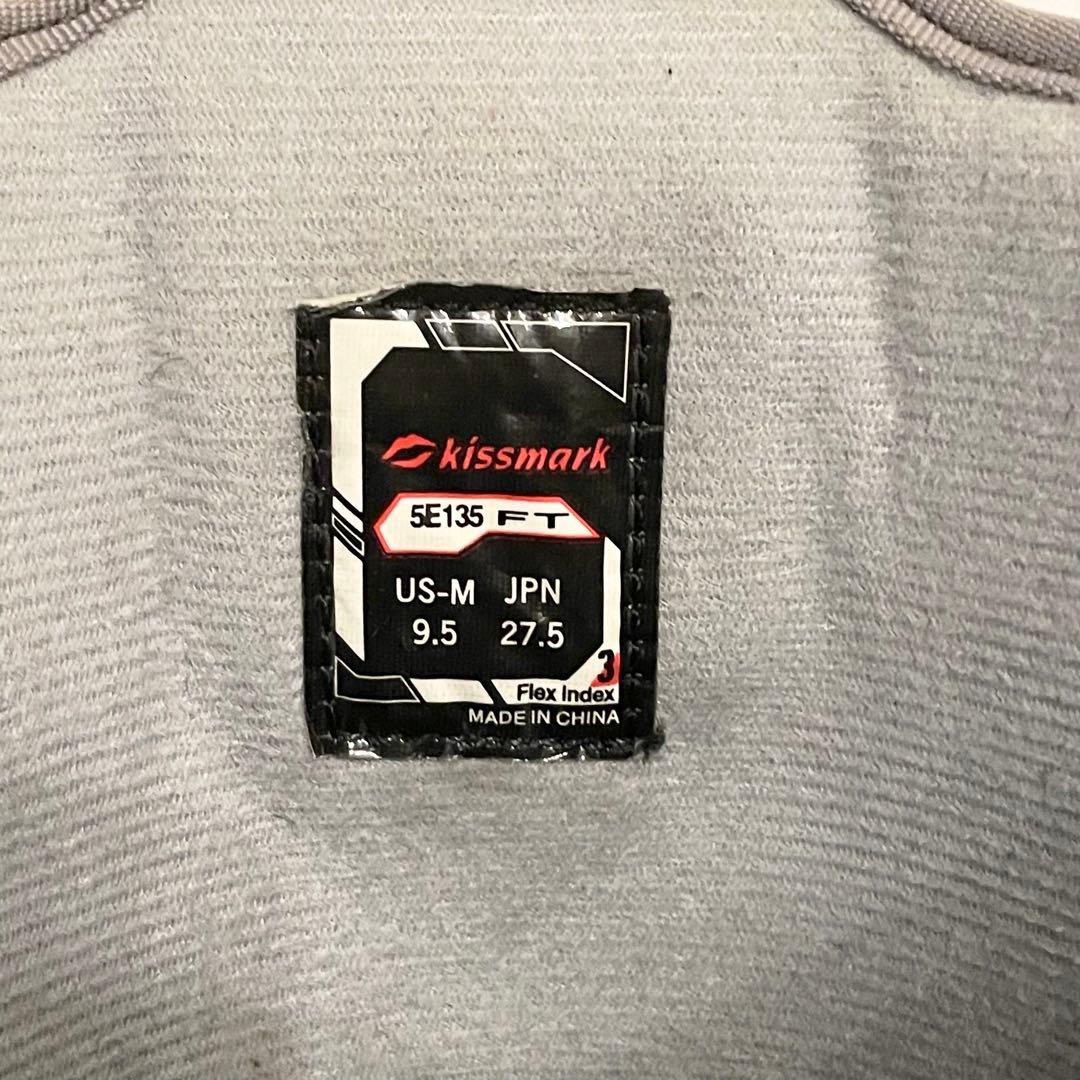 kissmark
5E135 FT
US-M JPN
9.5 27.5
3
Flex Index
MADE IN CHINA